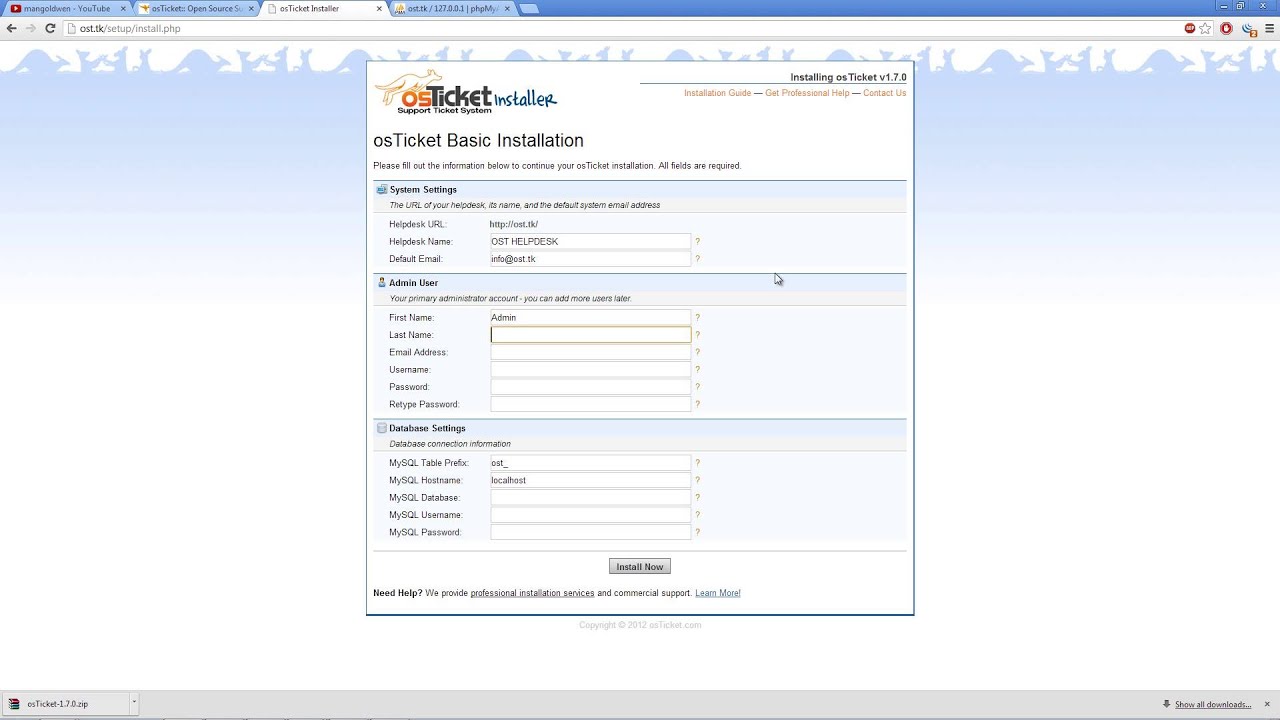 mangoldwen - YouTube
osTicket:: Open Source Su
osTicket Installer
ost.tk / 127.0.0.1 | phpMyA
ost.tk/setup/install.php
osTicket installer
Support Ticket System
Installing osTicket v1.7.0
Installation Guide — Get Professional Help — Contact Us
osTicket Basic Installation
Please fill out the information below to continue your osTicket installation. All fields are required.
System Settings
The URL of your helpdesk, its name, and the default system email address
Helpdesk URL: http://ost.tk/
Helpdesk Name: OST HELPDESK ?
Default Email: info@ost.tk ?
Admin User
Your primary administrator account - you can add more users later.
First Name: Admin ?
Last Name: ?
Email Address: ?
Username: ?
Password: ?
Retype Password: ?
Database Settings
Database connection information
MySQL Table Prefix: ost_ ?
MySQL Hostname: localhost ?
MySQL Database: ?
MySQL Username: ?
MySQL Password: ?
Install Now
Need Help? We provide professional installation services and commercial support. Learn More!
Copyright © 2012 osTicket.com
osTicket-1.7.0.zip
Show all downloads...